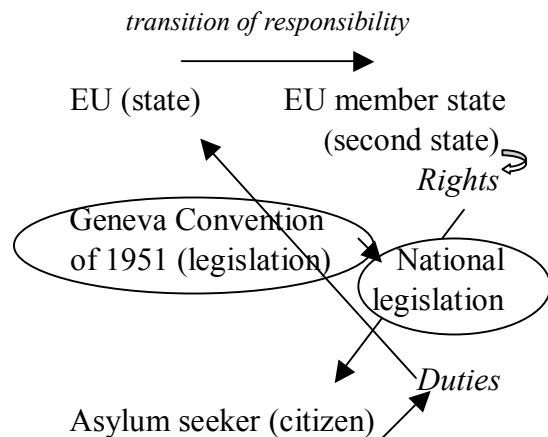 transition of responsibility
EU (state)
EU member state
(second state)
Rights
Geneva Convention
of 1951 (legislation)
National
legislation
Duties
Asylum seeker (citizen)